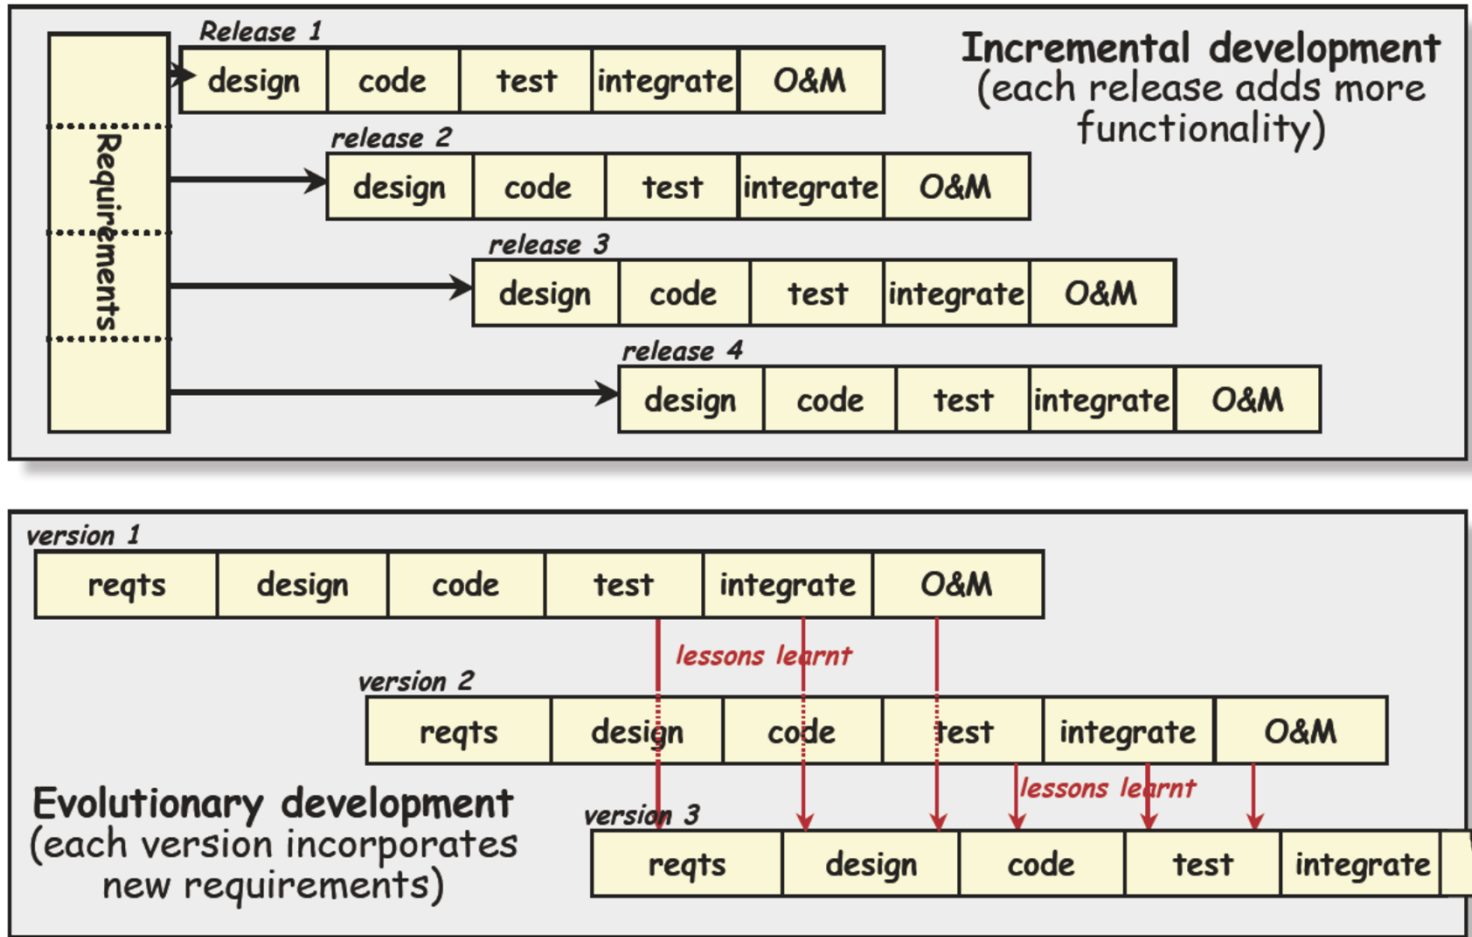 Release 1
design code test integrate O&M
Incremental development
(each release adds more
functionality)
Requirements
release 2
design code test integrate O&M
release 3
design code test integrate O&M
release 4
design code test integrate O&M
version 1
reqts design code test integrate O&M
lessons learnt
version 2
reqts design code test integrate O&M
lessons learnt
Evolutionary development
(each version incorporates
new requirements)
version 3
reqts design code test integrate